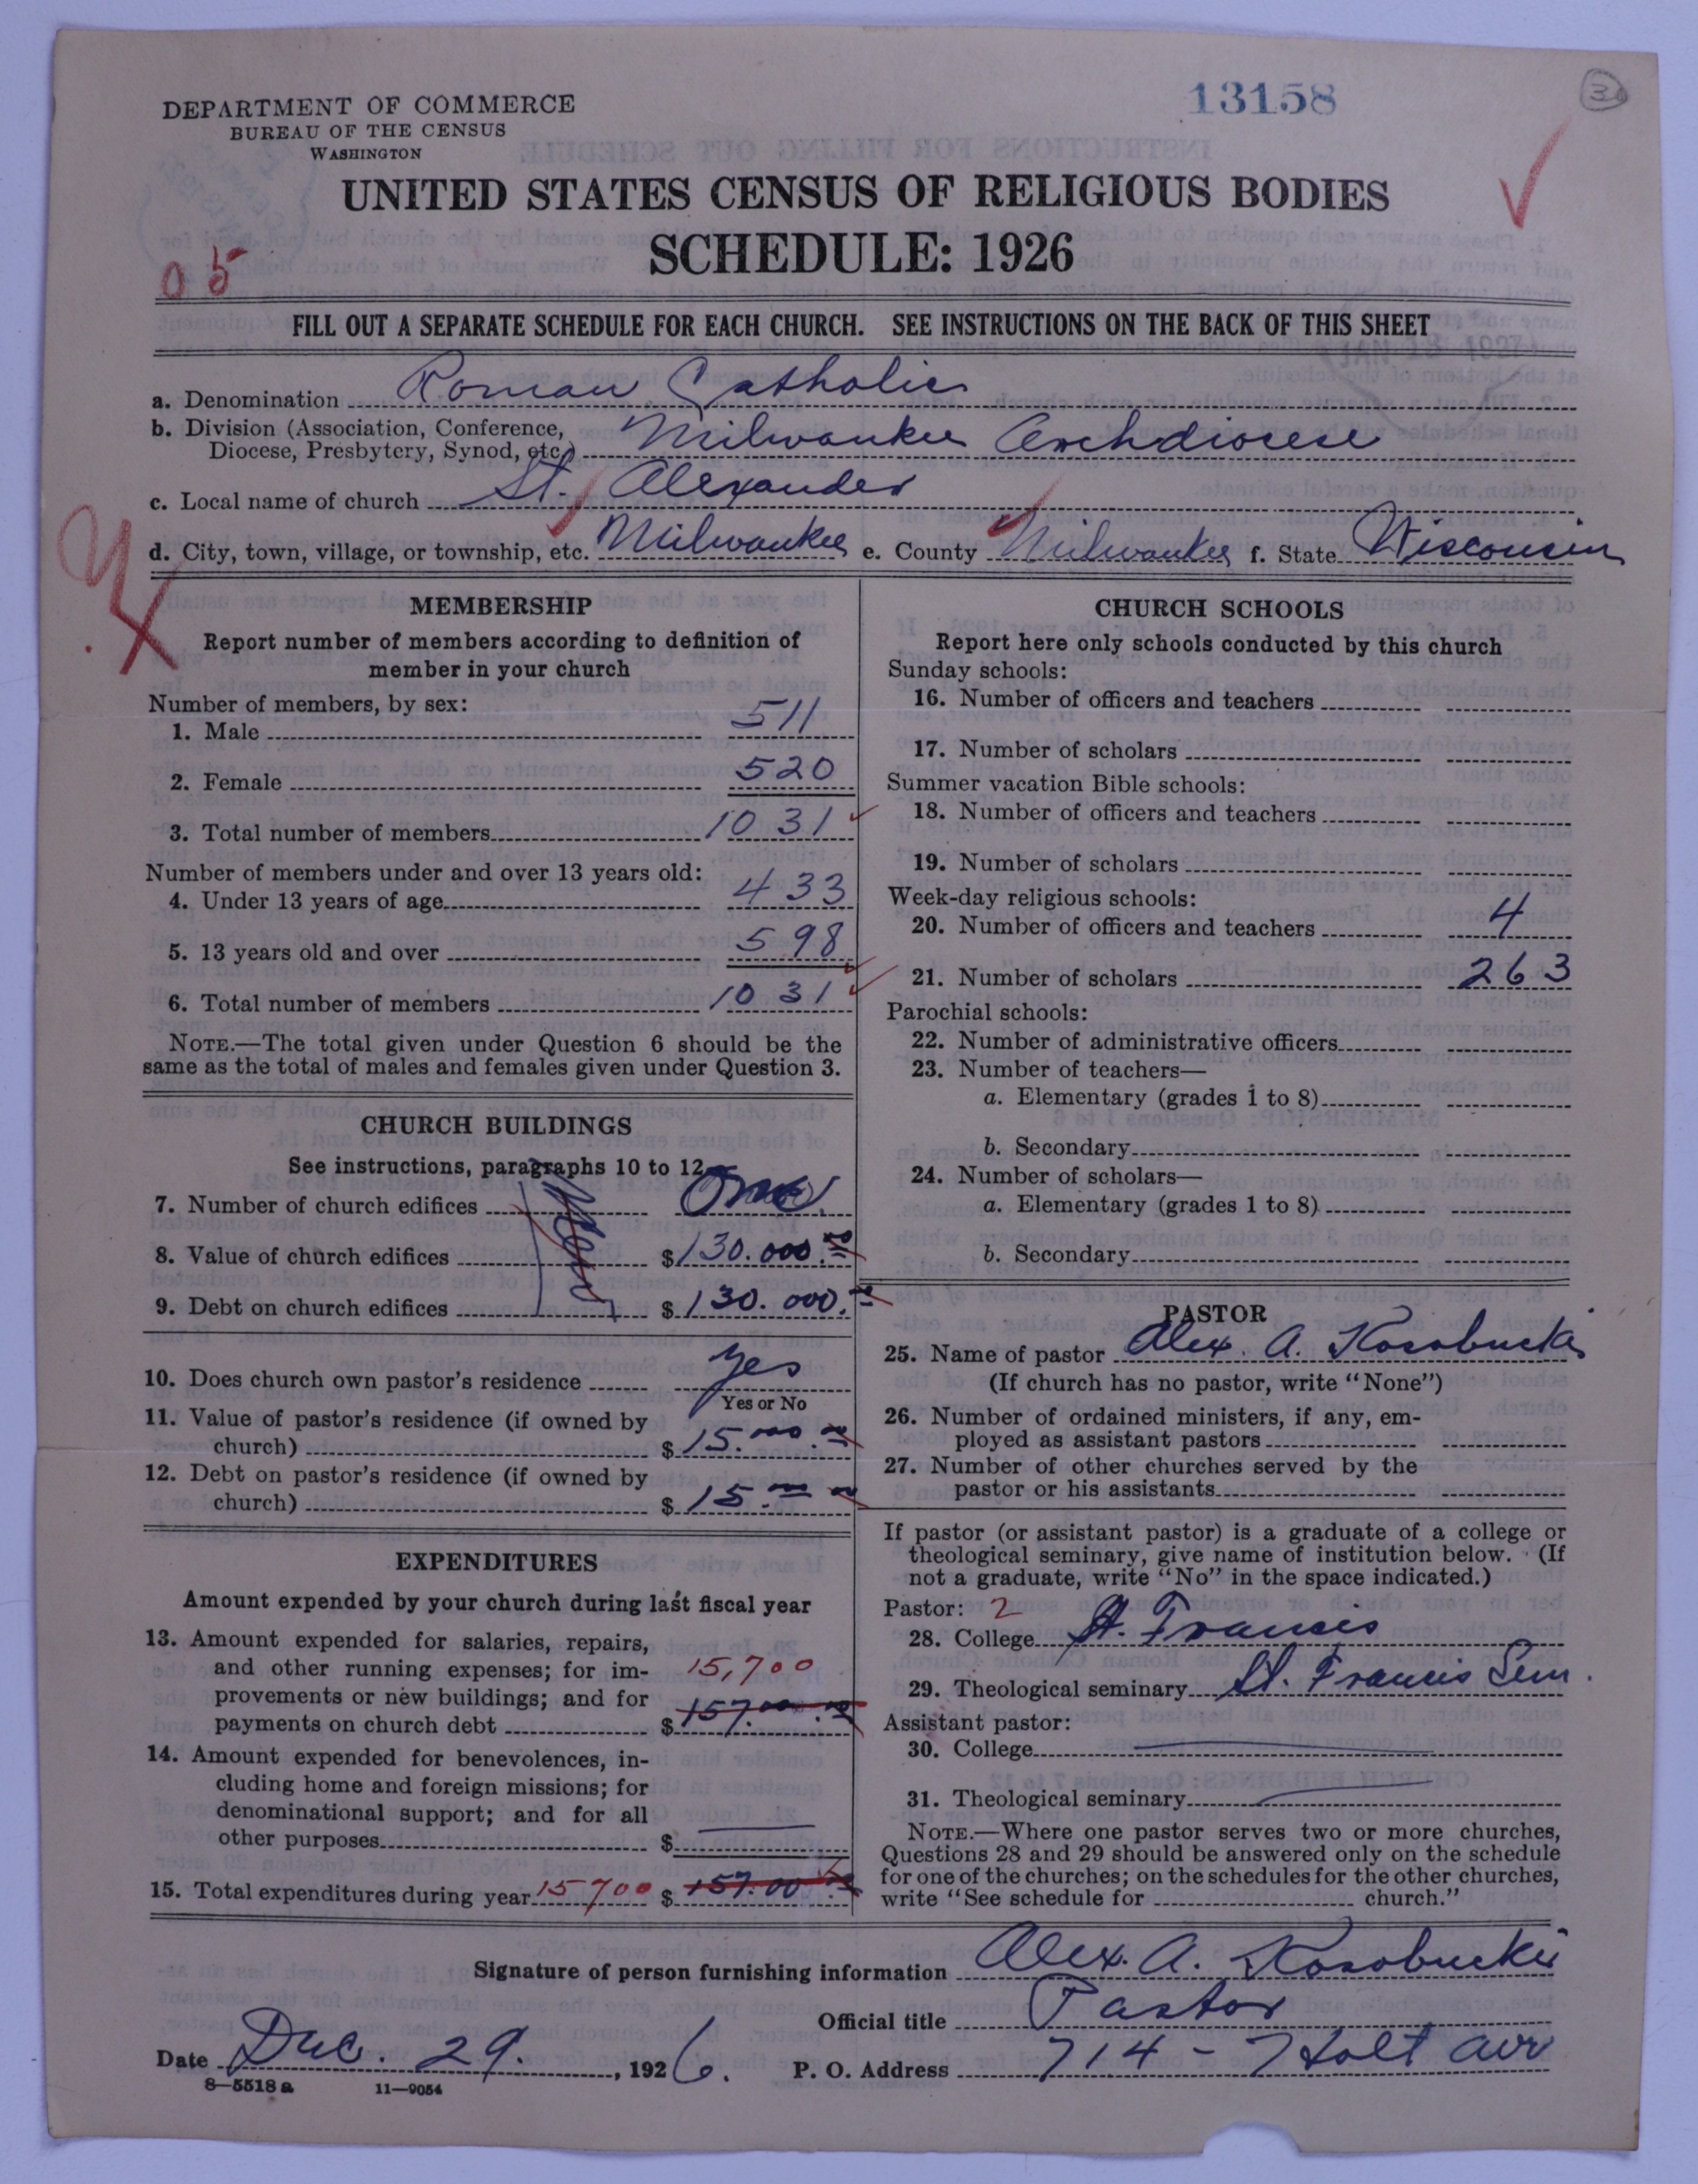 13158
3
DEPARTMENT OF COMMERCE
BUREAU OF THE CENSUS
WASHINGTON
UNITED STATES CENSUS OF RELIGIOUS BODIES
SCHEDULE: 1926
05
FILL OUT A SEPARATE SCHEDULE FOR EACH CHURCH. SEE INSTRUCTIONS ON THE BACK OF THIS SHEET
JAN 1927
a. Denomination Roman Catholic
b. Division (Association, Conference,
Diocese, Presbytery, Synod, etc.) Milwaukee Archdiocese
c. Local name of church St. Alexander
d. City, town, village, or township, etc. Milwaukee e. County Milwaukee f. State Wisconsin
MEMBERSHIP
Report number of members according to definition of
member in your church
Number of members, by sex:
1. Male 511
2. Female 520
3. Total number of members 1031
Number of members under and over 13 years old:
4. Under 13 years of age 433
5. 13 years old and over 598
6. Total number of members 1031
NOTE.—The total given under Question 6 should be the
same as the total of males and females given under Question 3.
CHURCH BUILDINGS
See instructions, paragraphs 10 to 12
7. Number of church edifices One
8. Value of church edifices $130.000.00
9. Debt on church edifices $130.000.00
10. Does church own pastor's residence yes
Yes or No
11. Value of pastor's residence (if owned by
church) $15.000.00
12. Debt on pastor's residence (if owned by
church) $15.000
EXPENDITURES
Amount expended by your church during last fiscal year
13. Amount expended for salaries, repairs,
and other running expenses; for im- 15,700
provements or new buildings; and for
payments on church debt $157.00
14. Amount expended for benevolences, in-
cluding home and foreign missions; for
denominational support; and for all
other purposes $
15. Total expenditures during year 15700 $157.00
CHURCH SCHOOLS
Report here only schools conducted by this church
Sunday schools:
16. Number of officers and teachers
17. Number of scholars
Summer vacation Bible schools:
18. Number of officers and teachers
19. Number of scholars
Week-day religious schools:
20. Number of officers and teachers 4
21. Number of scholars 263
Parochial schools:
22. Number of administrative officers
23. Number of teachers—
a. Elementary (grades 1 to 8)
b. Secondary
24. Number of scholars—
a. Elementary (grades 1 to 8)
b. Secondary
PASTOR
25. Name of pastor Alex. A. Kosobucki
(If church has no pastor, write "None")
26. Number of ordained ministers, if any, em-
ployed as assistant pastors
27. Number of other churches served by the
pastor or his assistants
If pastor (or assistant pastor) is a graduate of a college or
theological seminary, give name of institution below. (If
not a graduate, write "No" in the space indicated.)
Pastor: 2
28. College St. Francis
29. Theological seminary St. Francis Sem.
Assistant pastor:
30. College
31. Theological seminary
NOTE.—Where one pastor serves two or more churches,
Questions 28 and 29 should be answered only on the schedule
for one of the churches; on the schedules for the other churches,
write "See schedule for church."
Signature of person furnishing information Alex. A. Kosobucki
Official title Pastor
Date Dec. 29. , 1926. P. O. Address 714 - 7 Holt Ave
8—5518a 11—9054